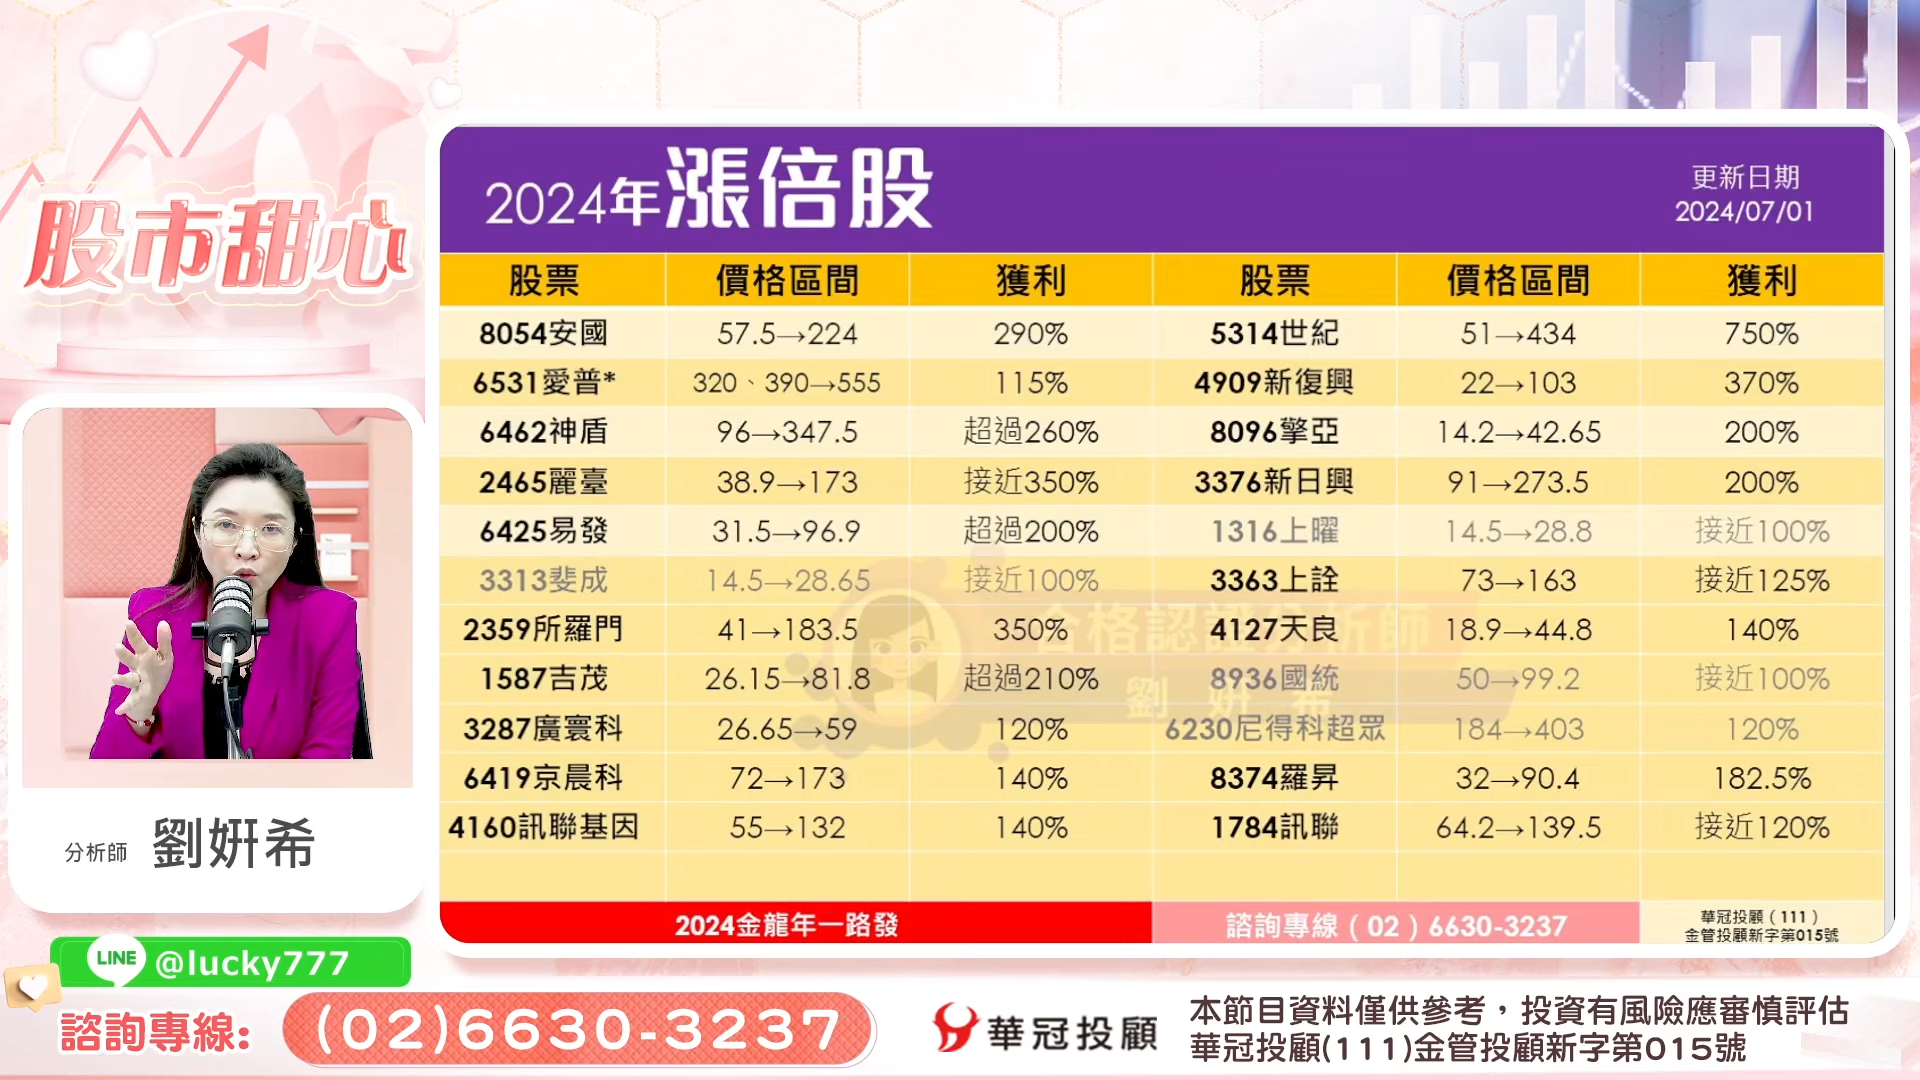 股市甜心
分析師 劉妍希
LINE @lucky777
2024年漲倍股
更新日期
2024/07/01
股票 價格區間 獲利 股票 價格區間 獲利
8054安國 57.5→224 290% 5314世紀 51→434 750%
6531愛普* 320、390→555 115% 4909新復興 22→103 370%
6462神盾 96→347.5 超過260% 8096擎亞 14.2→42.65 200%
2465麗臺 38.9→173 接近350% 3376新日興 91→273.5 200%
6425易發 31.5→96.9 超過200% 1316上曜 14.5→28.8 接近100%
3313斐成 14.5→28.65 接近100% 3363上詮 73→163 接近125%
2359所羅門 41→183.5 350% 4127天良 18.9→44.8 140%
1587吉茂 26.15→81.8 超過210% 8936國統 50→99.2 接近100%
3287廣寰科 26.65→59 120% 6230尼得科超眾 184→403 120%
6419京晨科 72→173 140% 8374羅昇 32→90.4 182.5%
4160訊聯基因 55→132 140% 1784訊聯 64.2→139.5 接近120%
合格認證分析師
劉妍希
2024金龍年一路發 諮詢專線(02)6630-3237
華冠投顧(111)
金管投顧新字第015號
諮詢專線: (02)6630-3237
華冠投顧
本節目資料僅供參考，投資有風險應審慎評估
華冠投顧(111)金管投顧新字第015號